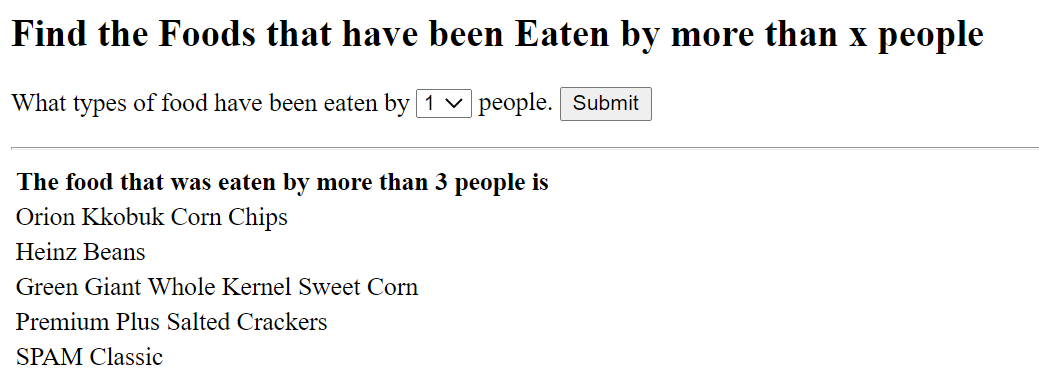 Find the Foods that have been Eaten by more than x people
What types of food have been eaten by 1 people. Submit
The food that was eaten by more than 3 people is
Orion Kkobuk Corn Chips
Heinz Beans
Green Giant Whole Kernel Sweet Corn
Premium Plus Salted Crackers
SPAM Classic